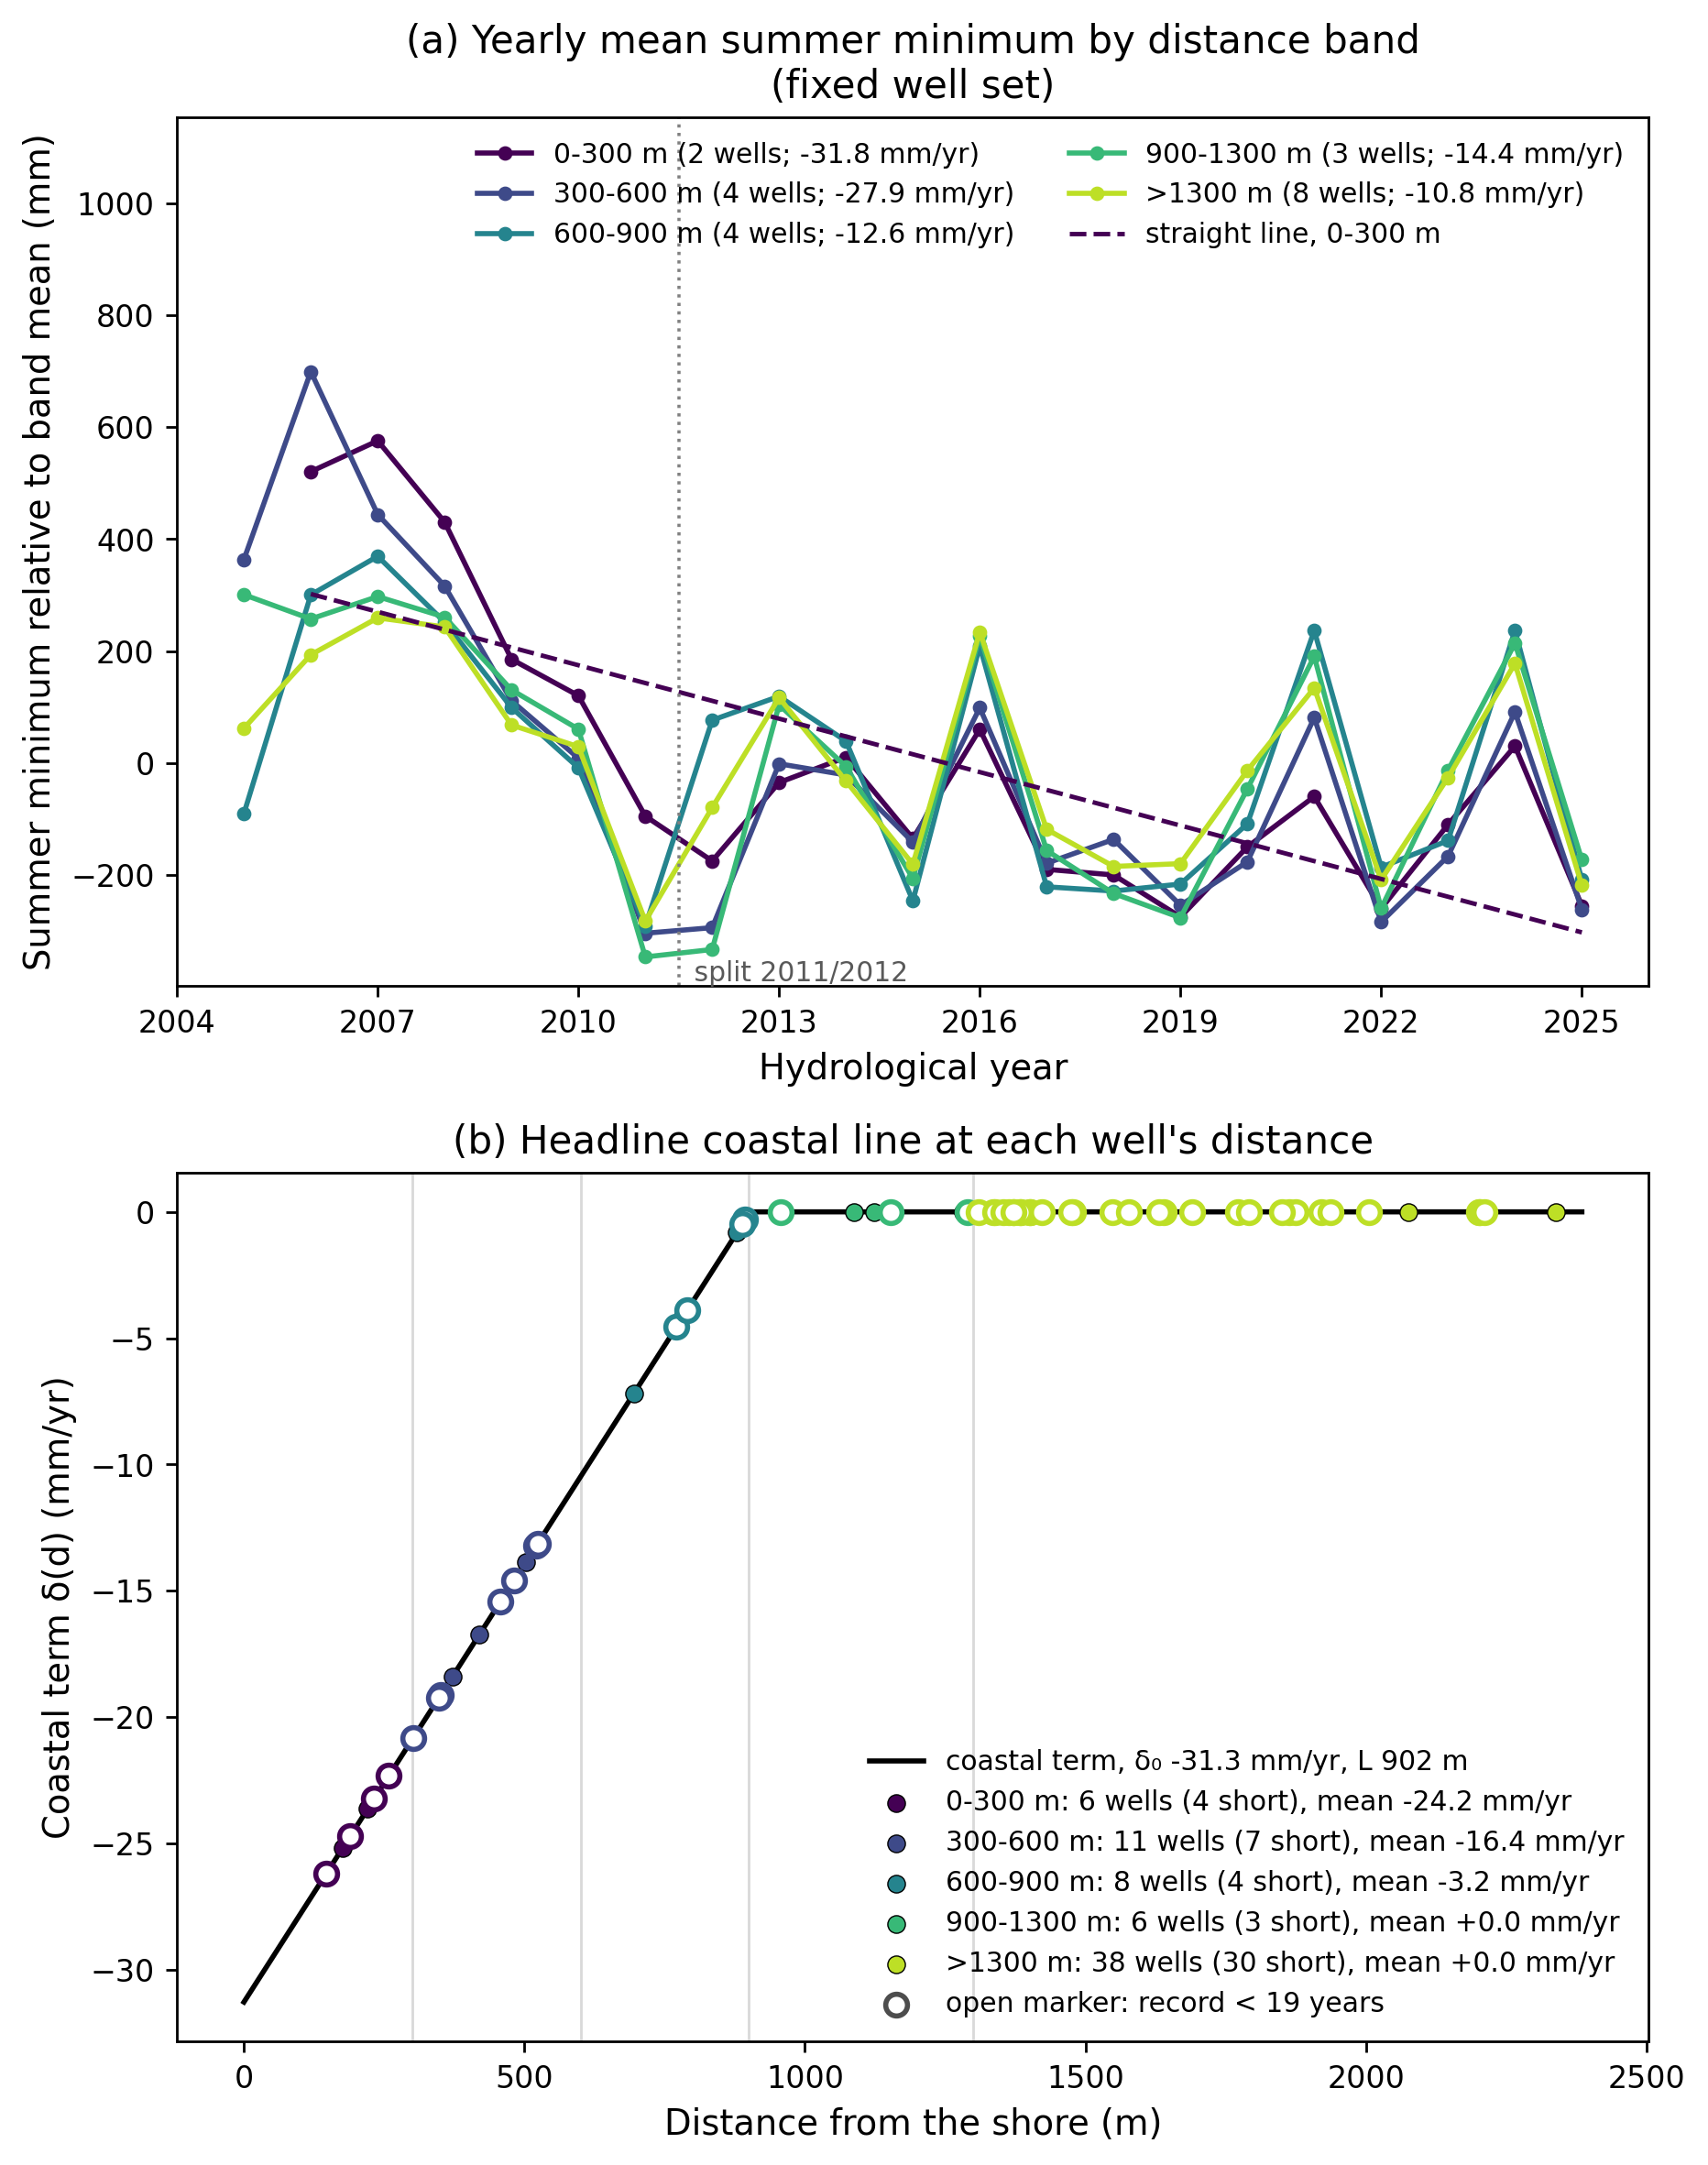 (a) Yearly mean summer minimum by distance band
(fixed well set)
Summer minimum relative to band mean (mm)
0-300 m (2 wells; -31.8 mm/yr)
300-600 m (4 wells; -27.9 mm/yr)
600-900 m (4 wells; -12.6 mm/yr)
900-1300 m (3 wells; -14.4 mm/yr)
>1300 m (8 wells; -10.8 mm/yr)
straight line, 0-300 m
1000
800
600
400
200
0
−200
split 2011/2012
2004 2007 2010 2013 2016 2019 2022 2025
Hydrological year
(b) Headline coastal line at each well's distance
Coastal term δ(d) (mm/yr)
0
−5
−10
−15
−20
−25
−30
coastal term, δ₀ -31.3 mm/yr, L 902 m
0-300 m: 6 wells (4 short), mean -24.2 mm/yr
300-600 m: 11 wells (7 short), mean -16.4 mm/yr
600-900 m: 8 wells (4 short), mean -3.2 mm/yr
900-1300 m: 6 wells (3 short), mean +0.0 mm/yr
>1300 m: 38 wells (30 short), mean +0.0 mm/yr
open marker: record < 19 years
0 500 1000 1500 2000 2500
Distance from the shore (m)